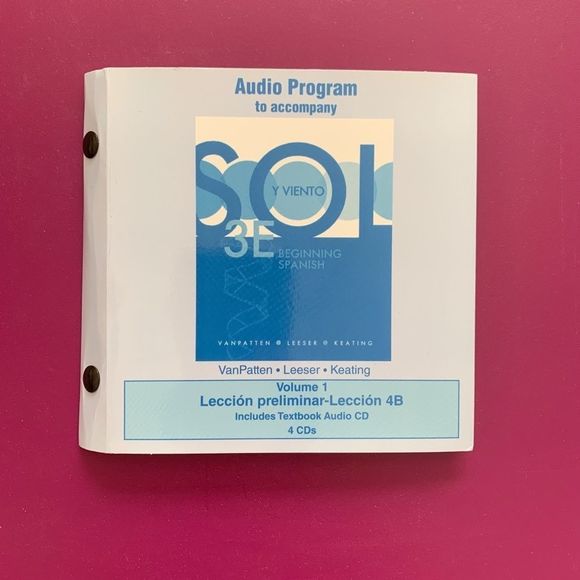 Audio Program
to accompany
SOL
Y VIENTO
3E
BEGINNING
SPANISH
VANPATTEN @ LEESER @ KEATING
VanPatten • Leeser • Keating
Volume 1
Lección preliminar-Lección 4B
Includes Textbook Audio CD
4 CDs